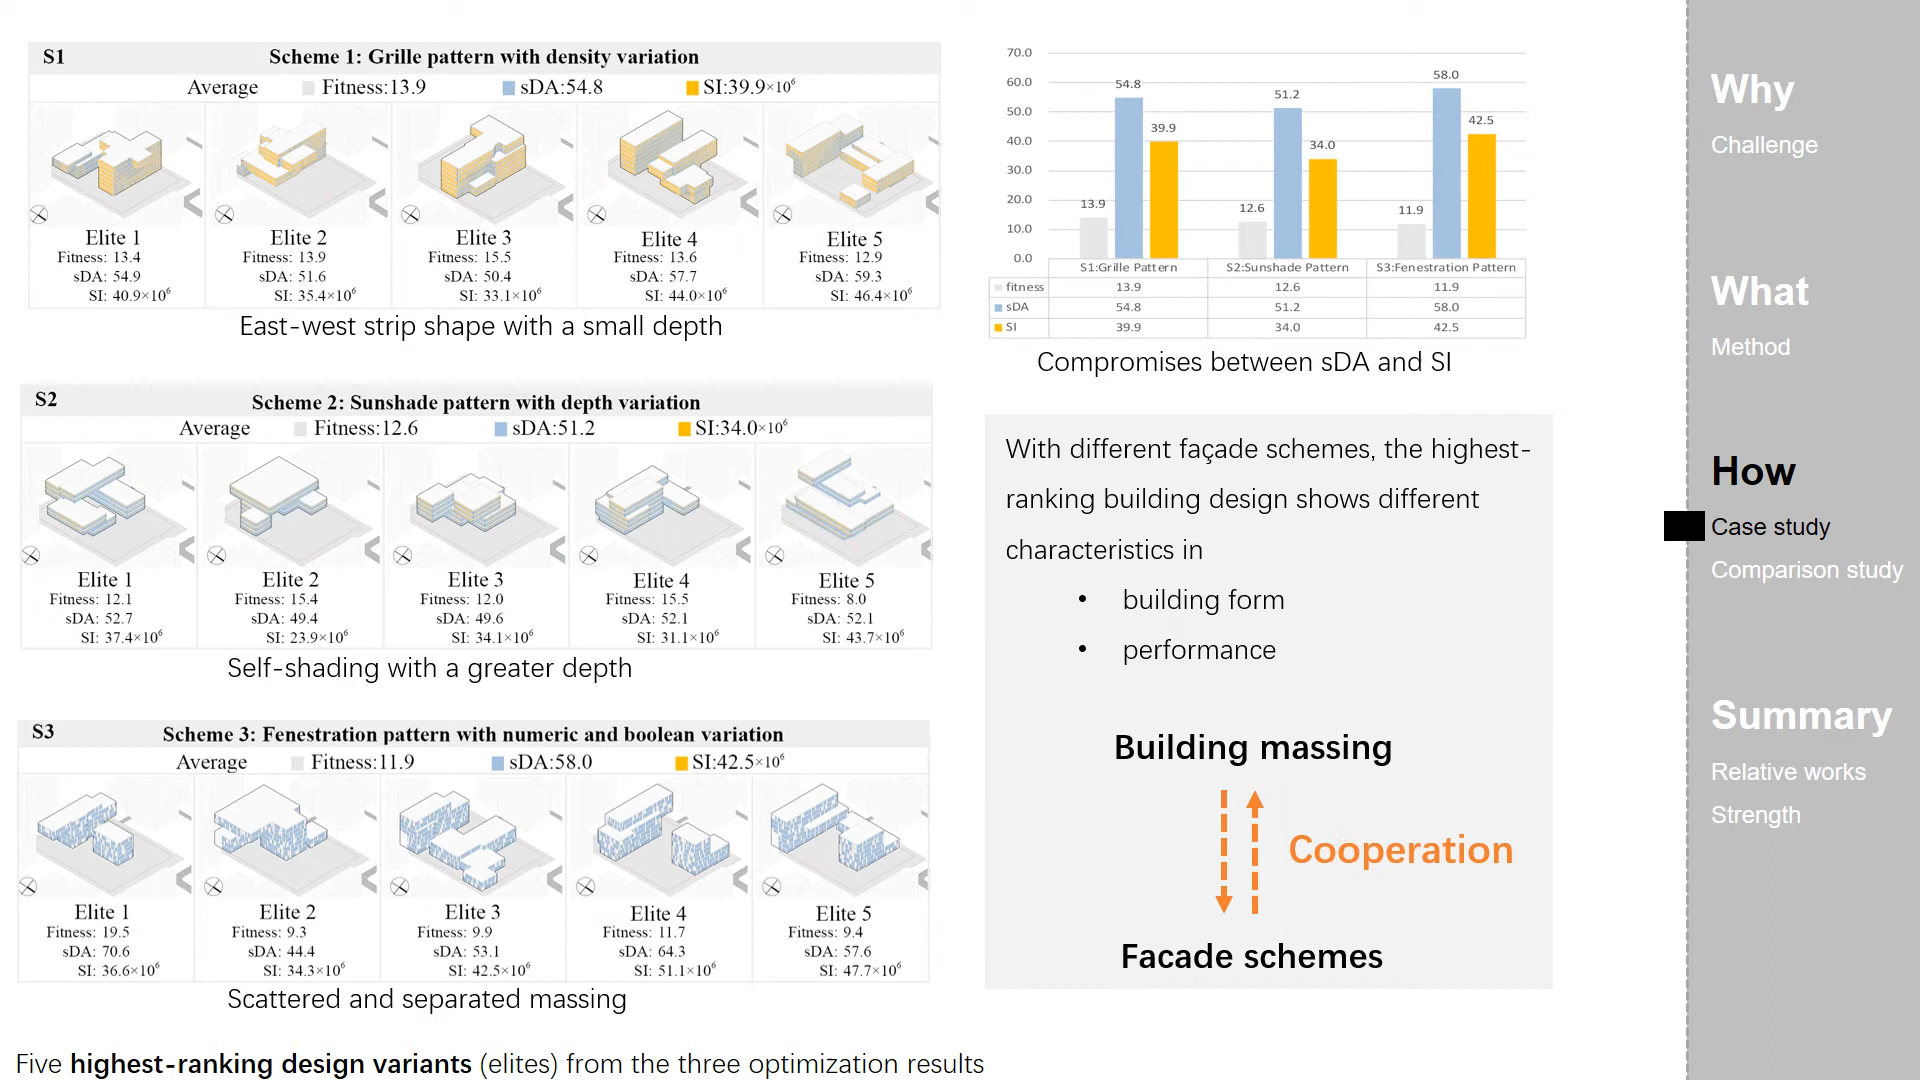 S1 Scheme 1: Grille pattern with density variation
Average Fitness:13.9 sDA:54.8 SI:39.9×10⁶
Elite 1 Elite 2 Elite 3 Elite 4 Elite 5
Fitness: 13.4 Fitness: 13.9 Fitness: 15.5 Fitness: 13.6 Fitness: 12.9
sDA: 54.9 sDA: 51.6 sDA: 50.4 sDA: 57.7 sDA: 59.3
SI: 40.9×10⁶ SI: 35.4×10⁶ SI: 33.1×10⁶ SI: 44.0×10⁶ SI: 46.4×10⁶
East-west strip shape with a small depth
S2 Scheme 2: Sunshade pattern with depth variation
Average Fitness:12.6 sDA:51.2 SI:34.0×10⁶
Elite 1 Elite 2 Elite 3 Elite 4 Elite 5
Fitness: 12.1 Fitness: 15.4 Fitness: 12.0 Fitness: 15.5 Fitness: 8.0
sDA: 52.7 sDA: 49.4 sDA: 49.6 sDA: 52.1 sDA: 52.1
SI: 37.4×10⁶ SI: 23.9×10⁶ SI: 34.1×10⁶ SI: 31.1×10⁶ SI: 43.7×10⁶
Self-shading with a greater depth
S3 Scheme 3: Fenestration pattern with numeric and boolean variation
Average Fitness:11.9 sDA:58.0 SI:42.5×10⁶
Elite 1 Elite 2 Elite 3 Elite 4 Elite 5
Fitness: 19.5 Fitness: 9.3 Fitness: 9.9 Fitness: 11.7 Fitness: 9.4
sDA: 70.6 sDA: 44.4 sDA: 53.1 sDA: 64.3 sDA: 57.6
SI: 36.6×10⁶ SI: 34.3×10⁶ SI: 42.5×10⁶ SI: 51.1×10⁶ SI: 47.7×10⁶
Scattered and separated massing
Five highest-ranking design variants (elites) from the three optimization results
70.0
60.0
50.0
40.0
30.0
20.0
10.0
0.0
13.9 54.8 39.9 12.6 51.2 34.0 11.9 58.0 42.5
S1:Grille Pattern S2:Sunshade Pattern S3:Fenestration Pattern
fitness 13.9 12.6 11.9
sDA 54.8 51.2 58.0
SI 39.9 34.0 42.5
Compromises between sDA and SI
With different façade schemes, the highest-
ranking building design shows different
characteristics in
• building form
• performance
Building massing
Cooperation
Facade schemes
Why
Challenge
What
Method
How
Case study
Comparison study
Summary
Relative works
Strength